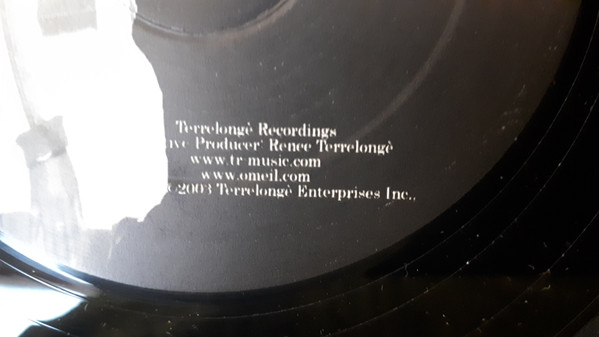 Terrelongè Recordings
Producer Renee Terrelongè
www.tr-music.com
www.omeil.com
©2003 Terrelongè Enterprises Inc.,